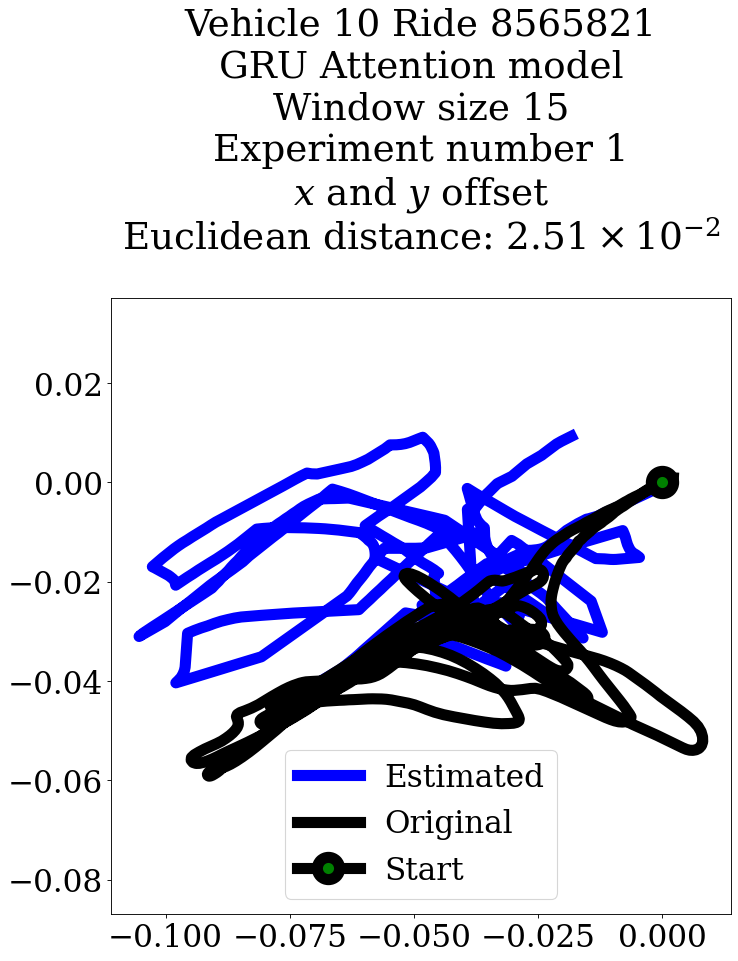 Vehicle 10 Ride 8565821
GRU Attention model
Window size 15
Experiment number 1
x and y offset
Euclidean distance: 2.51 × 10⁻²
0.02
0.00
−0.02
−0.04
−0.06
−0.08
Estimated
Original
Start
−0.100 −0.075 −0.050 −0.025 0.000